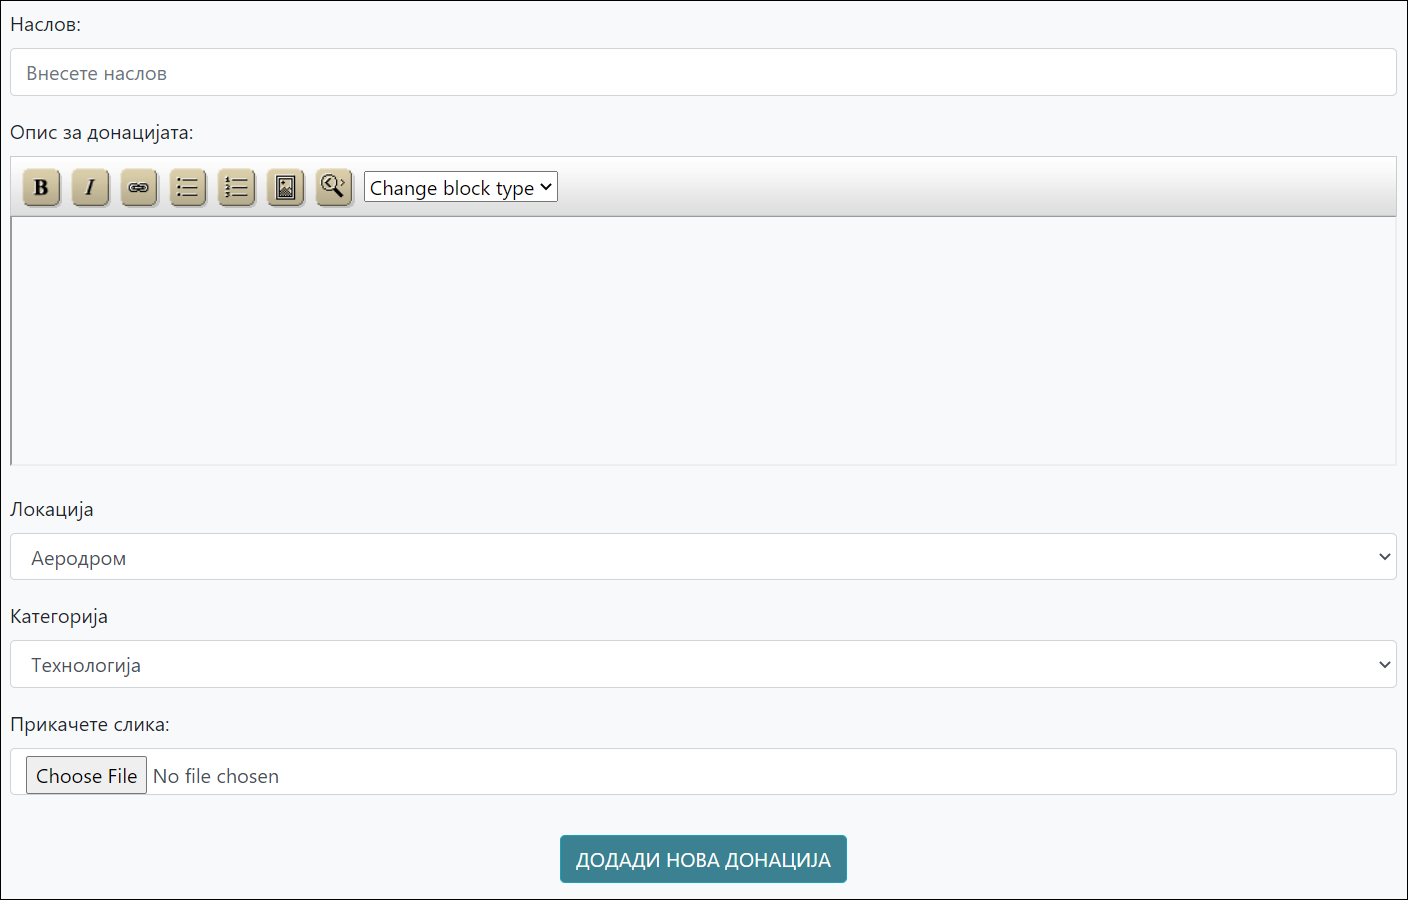 Наслов:
Внесете наслов
Опис за донацијата:
B I Change block type
Локација
Аеродром
Категорија
Технологија
Прикачете слика:
Choose File No file chosen
ДОДАДИ НОВА ДОНАЦИЈА